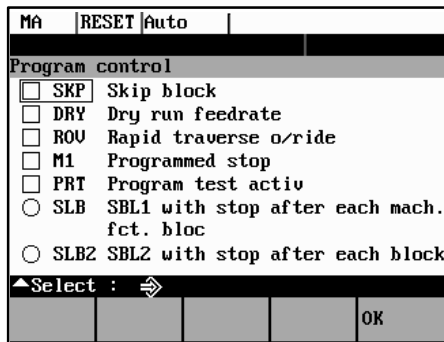 MA RESET Auto
Program control
SKP Skip block
DRY Dry run feedrate
ROV Rapid traverse o/ride
M1 Programmed stop
PRT Program test activ
SLB SBL1 with stop after each mach.
fct. bloc
SLB2 SBL2 with stop after each block
Select :
OK